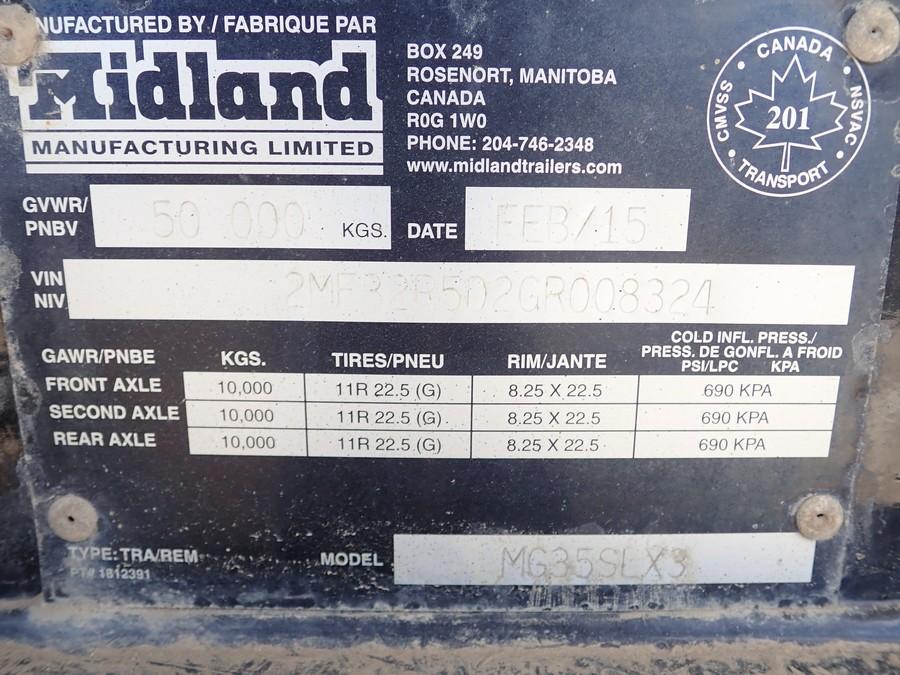 NUFACTURED BY / FABRIQUE PAR
Midland
MANUFACTURING LIMITED
BOX 249
ROSENORT, MANITOBA
CANADA
R0G 1W0
PHONE: 204-746-2348
www.midlandtrailers.com
CANADA
CMVSS 201 NSVAC
TRANSPORT
GVWR/ PNBV 50 000 KGS. DATE FEB/15
VIN
NIV 2MF32R5D2GR008324
GAWR/PNBE KGS. TIRES/PNEU RIM/JANTE COLD INFL. PRESS./
PRESS. DE GONFL. A FROID
PSI/LPC KPA
FRONT AXLE 10,000 11R 22.5 (G) 8.25 X 22.5 690 KPA
SECOND AXLE 10,000 11R 22.5 (G) 8.25 X 22.5 690 KPA
REAR AXLE 10,000 11R 22.5 (G) 8.25 X 22.5 690 KPA
TYPE: TRA/REM MODEL MG35SLX3
PT# 1812391